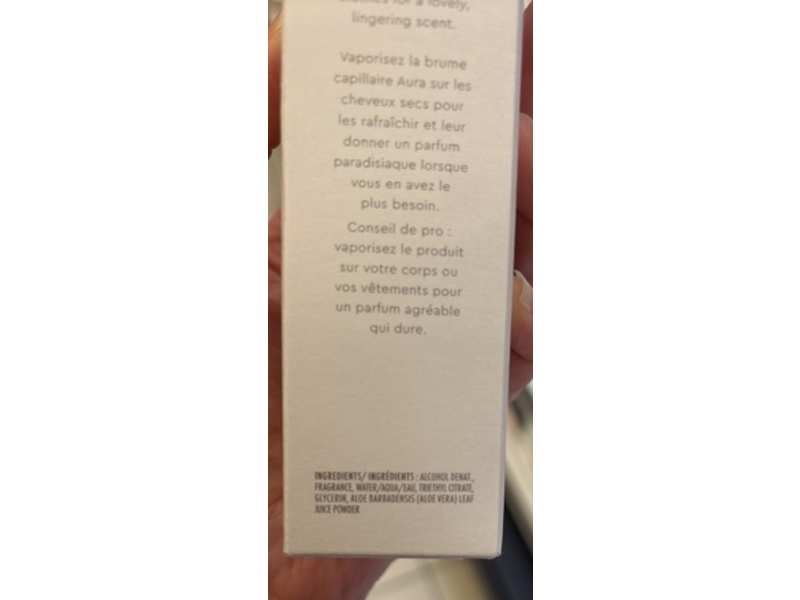 clothes for a lovely,
lingering scent.
Vaporisez la brume
capillaire Aura sur les
cheveux secs pour
les rafraîchir et leur
donner un parfum
paradisiaque lorsque
vous en avez le
plus besoin.
Conseil de pro :
vaporisez le produit
sur votre corps ou
vos vêtements pour
un parfum agréable
qui dure.
INGREDIENTS/ INGRÉDIENTS : ALCOHOL DENAT.,
FRAGRANCE, WATER/AQUA/EAU, TRIETHYL CITRATE,
GLYCERIN, ALOE BARBADENSIS (ALOE VERA) LEAF
JUICE POWDER